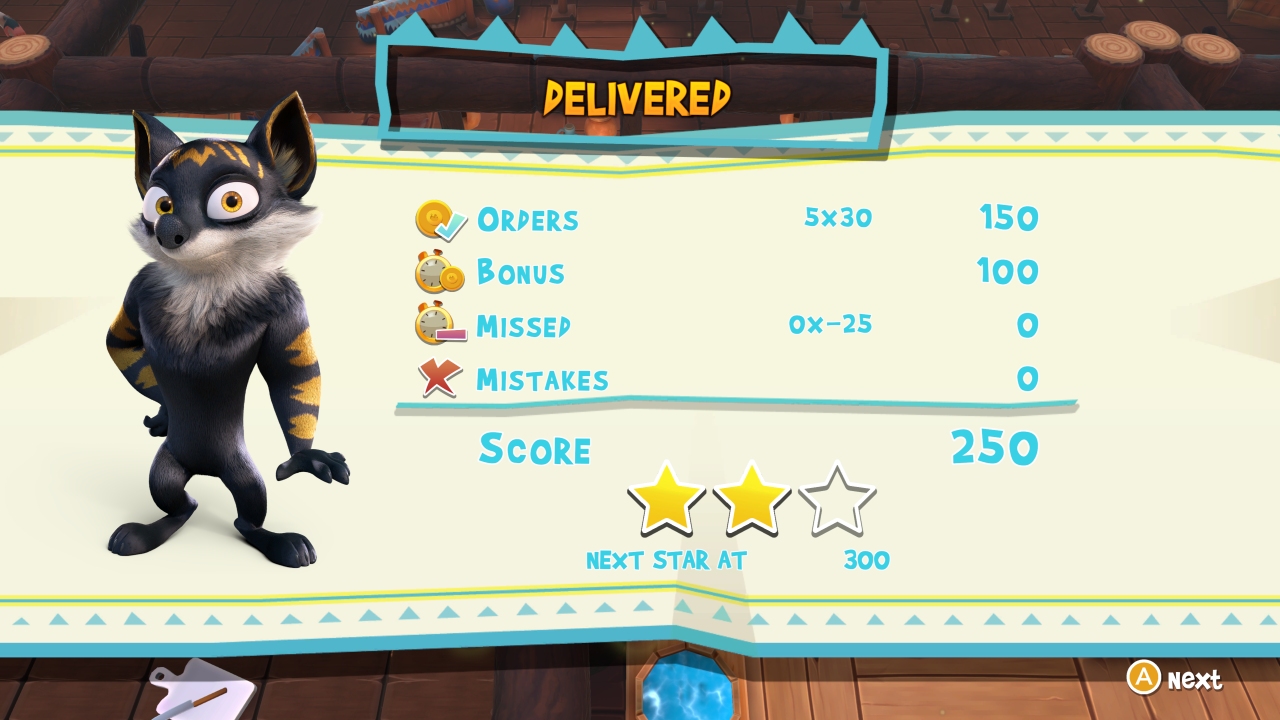 DELIVERED
ORDERS 5x30 150
BONUS 100
MISSED 0x-25 0
MISTAKES 0
SCORE 250
NEXT STAR AT 300
A NEXT